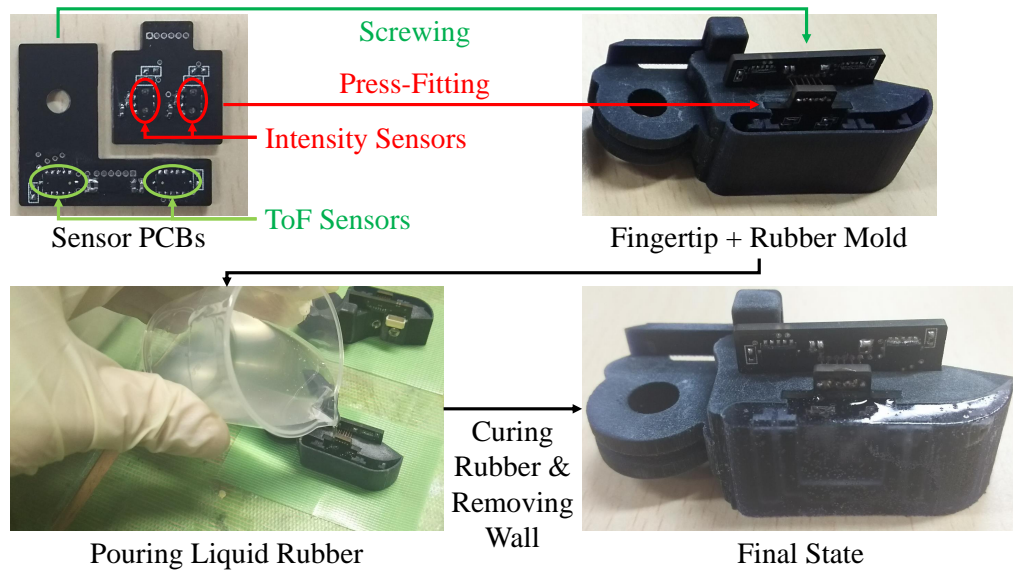 Screwing
Press-Fitting
Intensity Sensors
ToF Sensors
Sensor PCBs
Fingertip + Rubber Mold
Curing
Rubber &
Removing
Wall
Pouring Liquid Rubber
Final State